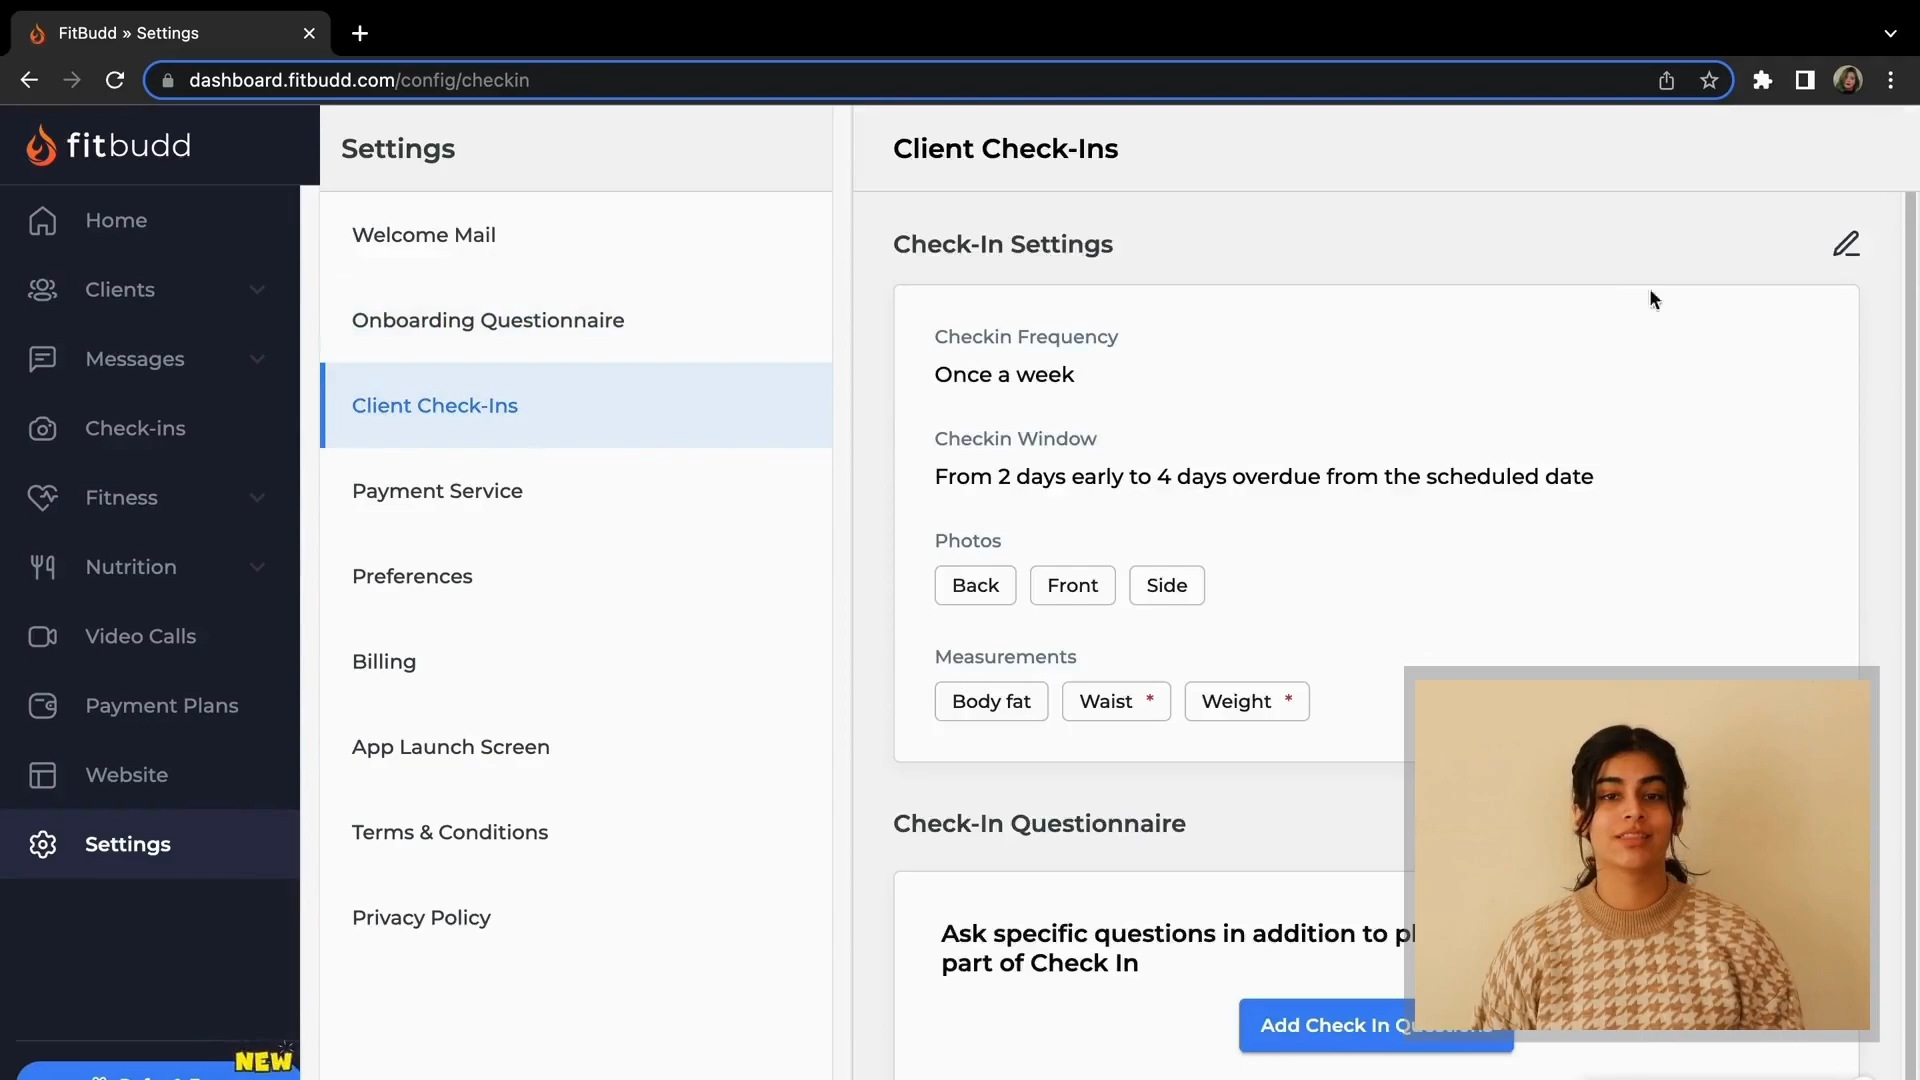 FitBudd » Settings
dashboard.fitbudd.com/config/checkin
fitbudd
Home
Clients
Messages
Check-ins
Fitness
Nutrition
Video Calls
Payment Plans
Website
Settings
NEW
Settings
Welcome Mail
Onboarding Questionnaire
Client Check-Ins
Payment Service
Preferences
Billing
App Launch Screen
Terms & Conditions
Privacy Policy
Client Check-Ins
Check-In Settings
Checkin Frequency
Once a week
Checkin Window
From 2 days early to 4 days overdue from the scheduled date
Photos
Back Front Side
Measurements
Body fat Waist * Weight *
Check-In Questionnaire
Ask specific questions in addition to
part of Check In
Add Check In